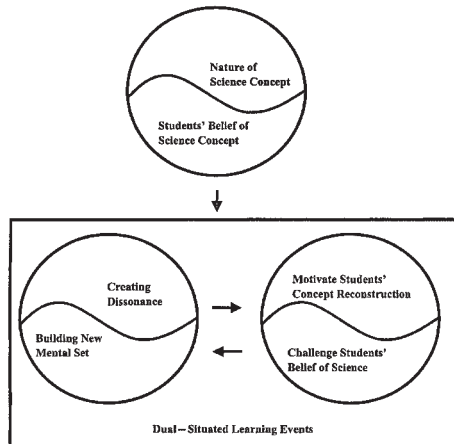 Nature of
Science Concept
Students' Belief of
Science Concept
Creating
Dissonance
Building New
Mental Set
Motivate Students'
Concept Reconstruction
Challenge Students'
Belief of Science
Dual – Situated Learning Events